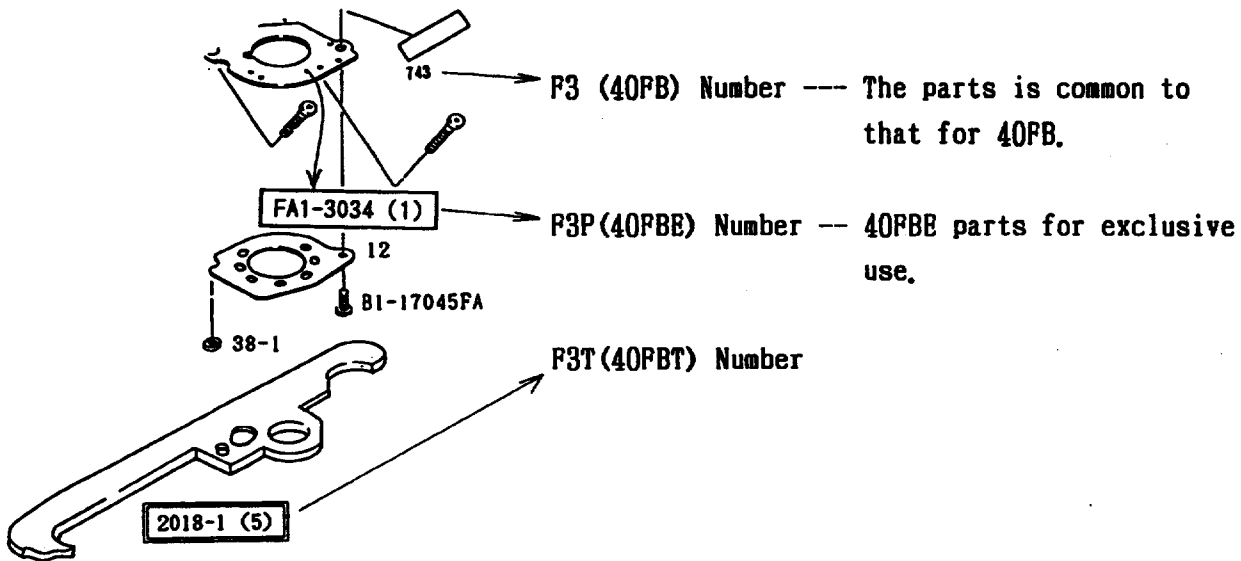 743
F3 (40FB) Number --- The parts is common to
that for 40FB.
FA1-3034 (1)
F3P(40FBE) Number -- 40FBE parts for exclusive
use.
12
B1-17045FA
38-1
F3T(40FBT) Number
2018-1 (5)